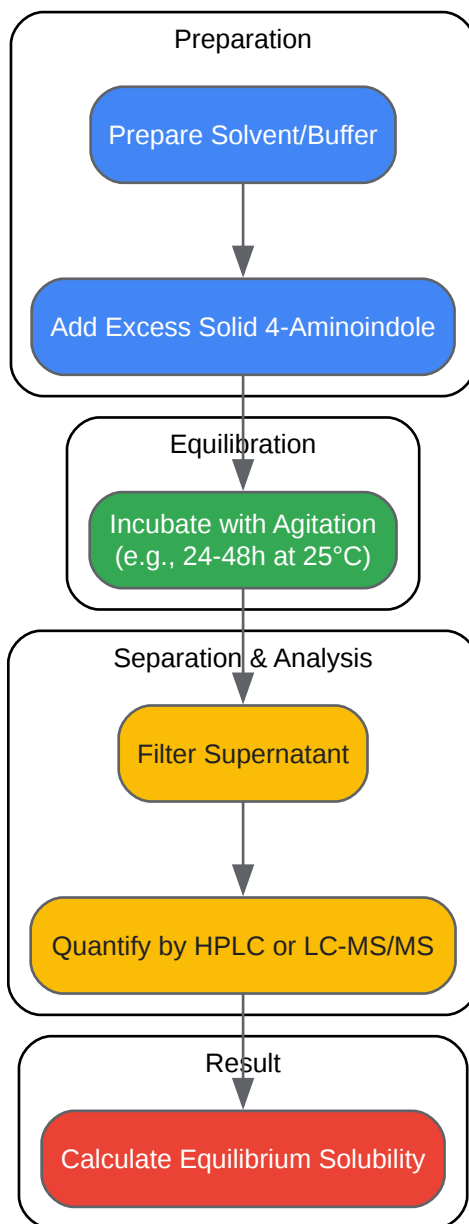 Preparation
Prepare Solvent/Buffer
Add Excess Solid 4-Aminoindole
Equilibration
Incubate with Agitation
(e.g., 24-48h at 25°C)
Separation & Analysis
Filter Supernatant
Quantify by HPLC or LC-MS/MS
Result
Calculate Equilibrium Solubility